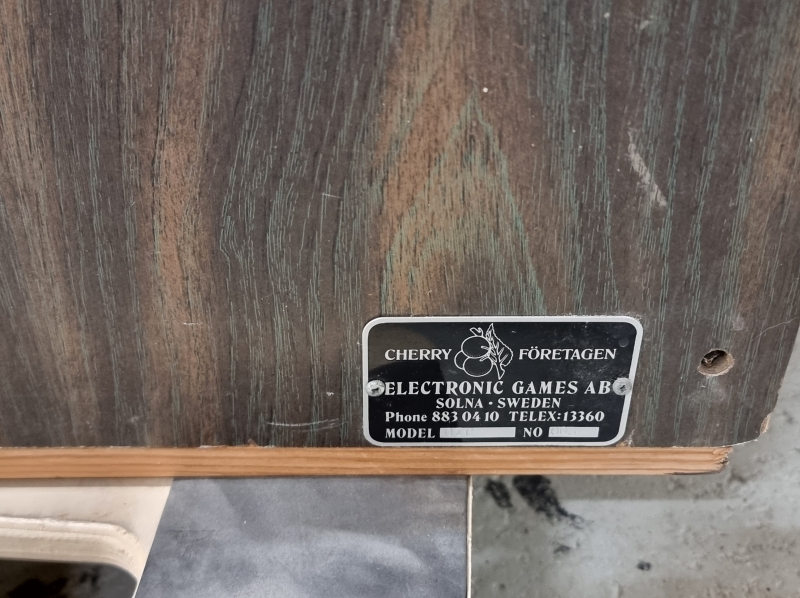 CHERRY FÖRETAGEN
ELECTRONIC GAMES AB
SOLNA · SWEDEN
Phone 883 04 10 TELEX: 13360
MODEL NO